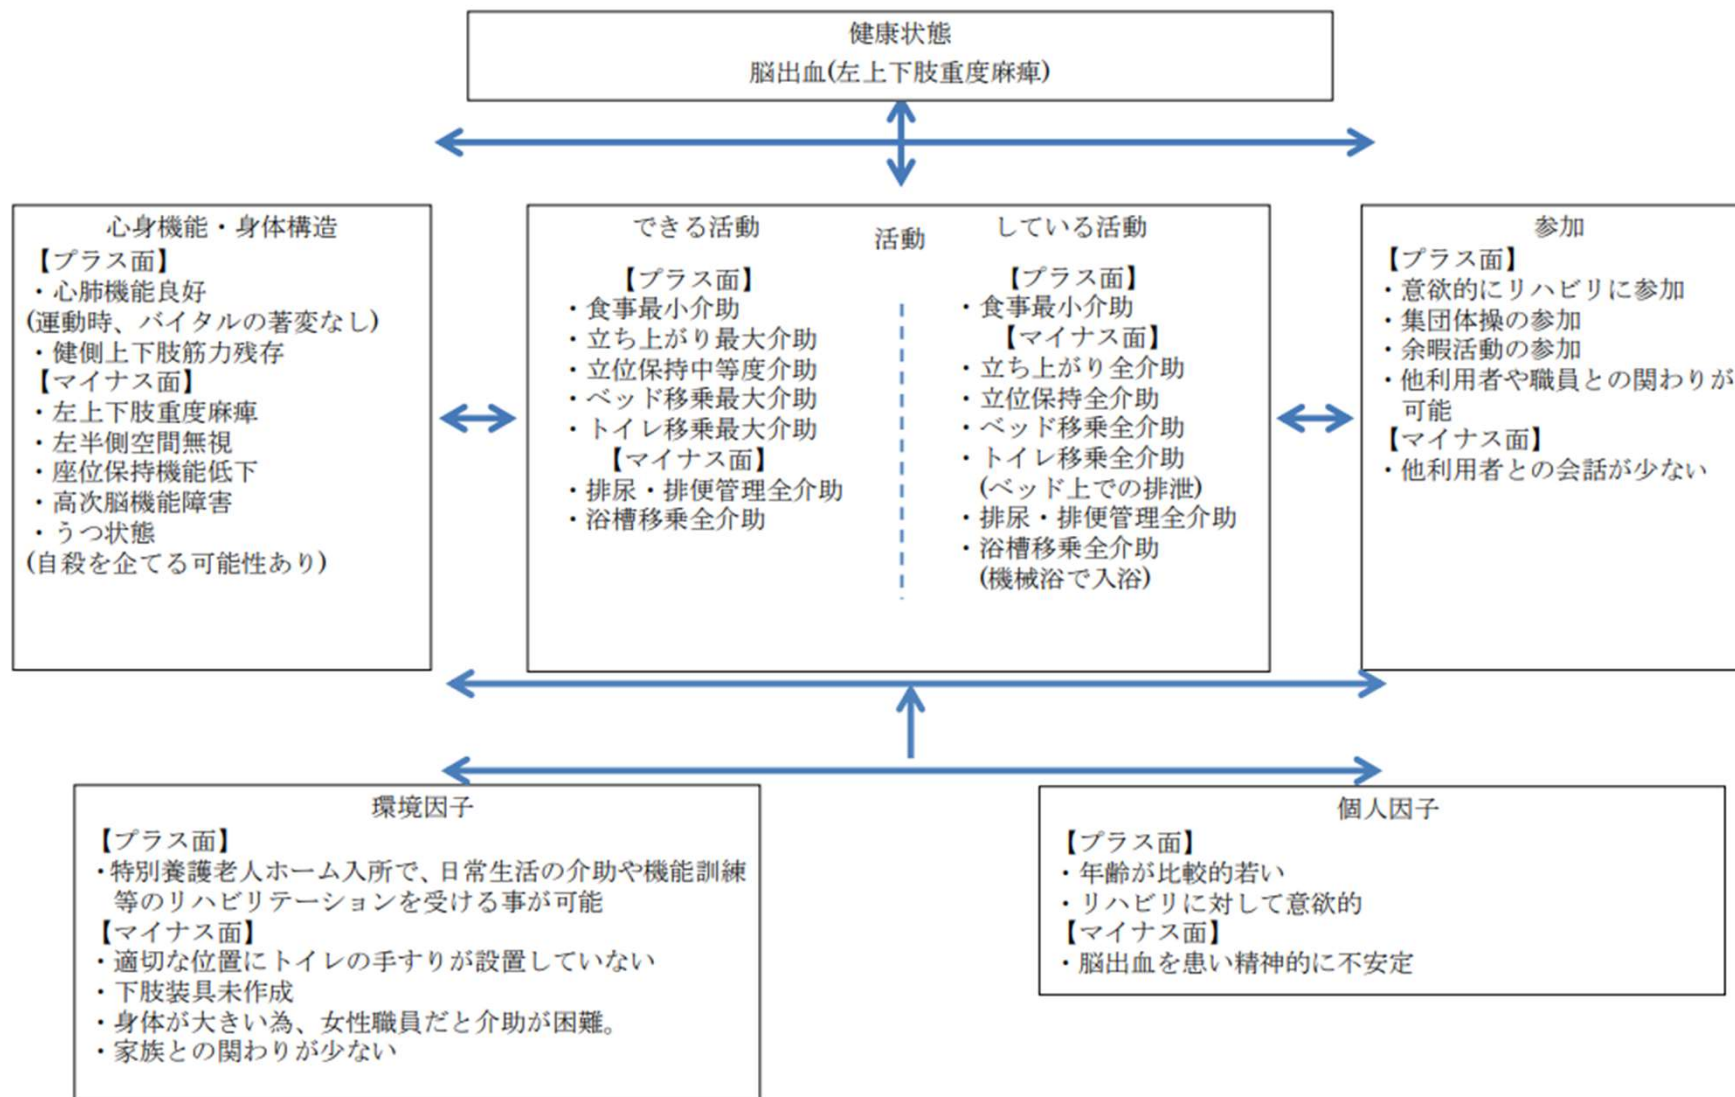 健康状態
脳出血(左上下肢重度麻痺)
心身機能・身体構造
【プラス面】
・心肺機能良好
(運動時、バイタルの著変なし)
・健側上下肢筋力残存
【マイナス面】
・左上下肢重度麻痺
・左半側空間無視
・座位保持機能低下
・高次脳機能障害
・うつ状態
(自殺を企てる可能性あり)
活動
できる活動
【プラス面】
・食事最小介助
・立ち上がり最大介助
・立位保持中等度介助
・ベッド移乗最大介助
・トイレ移乗最大介助
【マイナス面】
・排尿・排便管理全介助
・浴槽移乗全介助
している活動
【プラス面】
・食事最小介助
【マイナス面】
・立ち上がり全介助
・立位保持全介助
・ベッド移乗全介助
・トイレ移乗全介助
(ベッド上での排泄)
・排尿・排便管理全介助
・浴槽移乗全介助
(機械浴で入浴)
参加
【プラス面】
・意欲的にリハビリに参加
・集団体操の参加
・余暇活動の参加
・他利用者や職員との関わりが
可能
【マイナス面】
・他利用者との会話が少ない
環境因子
【プラス面】
・特別養護老人ホーム入所で、日常生活の介助や機能訓練
等のリハビリテーションを受ける事が可能
【マイナス面】
・適切な位置にトイレの手すりが設置していない
・下肢装具未作成
・身体が大きい為、女性職員だと介助が困難。
・家族との関わりが少ない
個人因子
【プラス面】
・年齢が比較的若い
・リハビリに対して意欲的
【マイナス面】
・脳出血を患い精神的に不安定